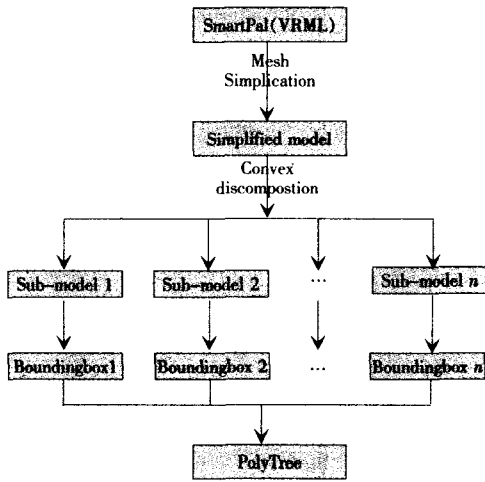 SmartPal(VRML)
Mesh
Simplication
Simplified model
Convex
discompostion
Sub-model 1 Sub-model 2 ... Sub-model n
Boundingbox1 Boundingbox 2 ... Boundingbox n
PolyTree